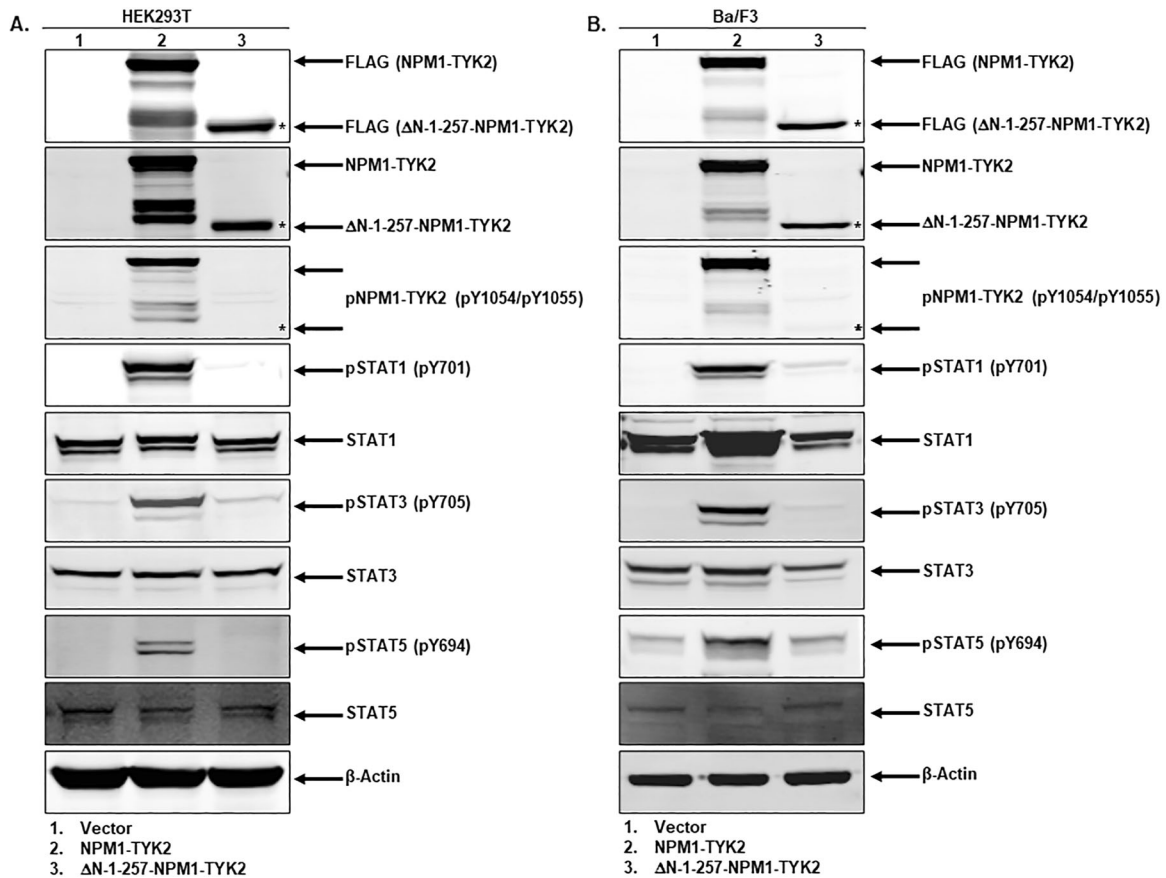 A.
HEK293T
1 2 3
FLAG (NPM1-TYK2)
* FLAG (ΔN-1-257-NPM1-TYK2)
NPM1-TYK2
* ΔN-1-257-NPM1-TYK2
pNPM1-TYK2 (pY1054/pY1055)
*
pSTAT1 (pY701)
STAT1
pSTAT3 (pY705)
STAT3
pSTAT5 (pY694)
STAT5
β-Actin
1. Vector
2. NPM1-TYK2
3. ΔN-1-257-NPM1-TYK2
B.
Ba/F3
1 2 3
FLAG (NPM1-TYK2)
* FLAG (ΔN-1-257-NPM1-TYK2)
NPM1-TYK2
* ΔN-1-257-NPM1-TYK2
pNPM1-TYK2 (pY1054/pY1055)
*
pSTAT1 (pY701)
STAT1
pSTAT3 (pY705)
STAT3
pSTAT5 (pY694)
STAT5
β-Actin
1. Vector
2. NPM1-TYK2
3. ΔN-1-257-NPM1-TYK2